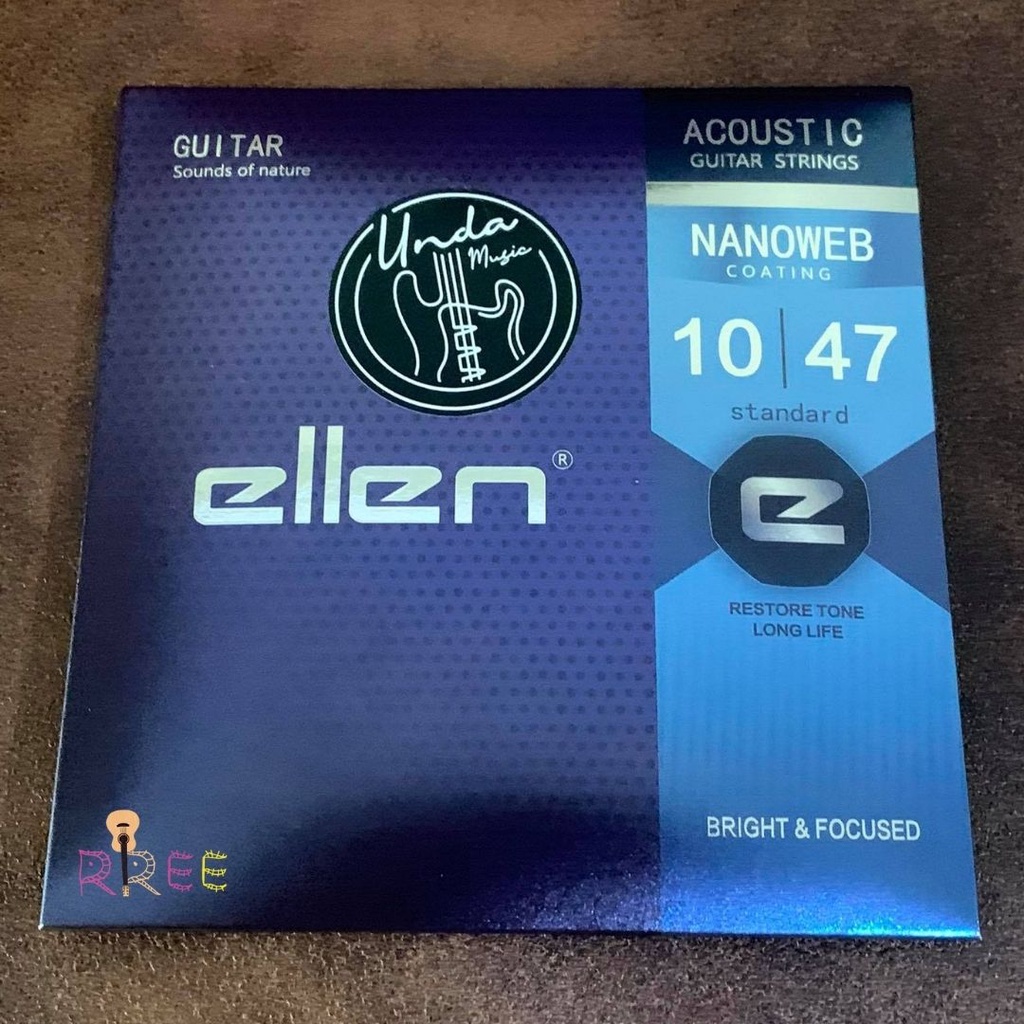 GUITAR
Sounds of nature
Unda
Music
ellen®
ACOUSTIC
GUITAR STRINGS
NANOWEB
COATING
10 | 47
standard
e
RESTORE TONE
LONG LIFE
BRIGHT & FOCUSED
RREE